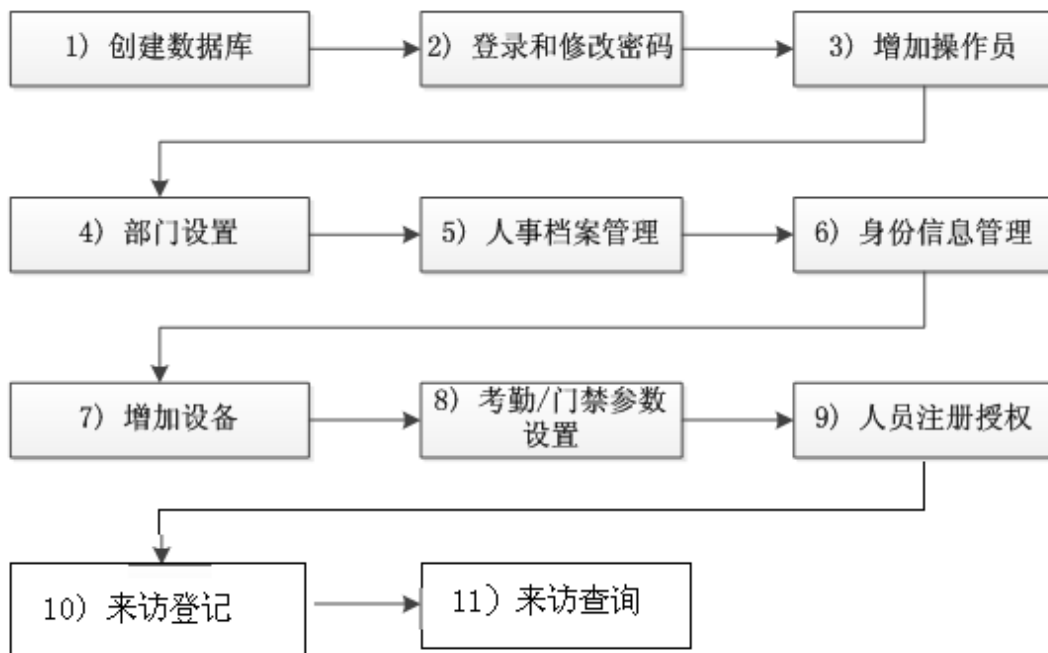 1) 创建数据库
2) 登录和修改密码
3) 增加操作员
4) 部门设置
5) 人事档案管理
6) 身份信息管理
7) 增加设备
8) 考勤/门禁参数
设置
9) 人员注册授权
10) 来访登记
11) 来访查询